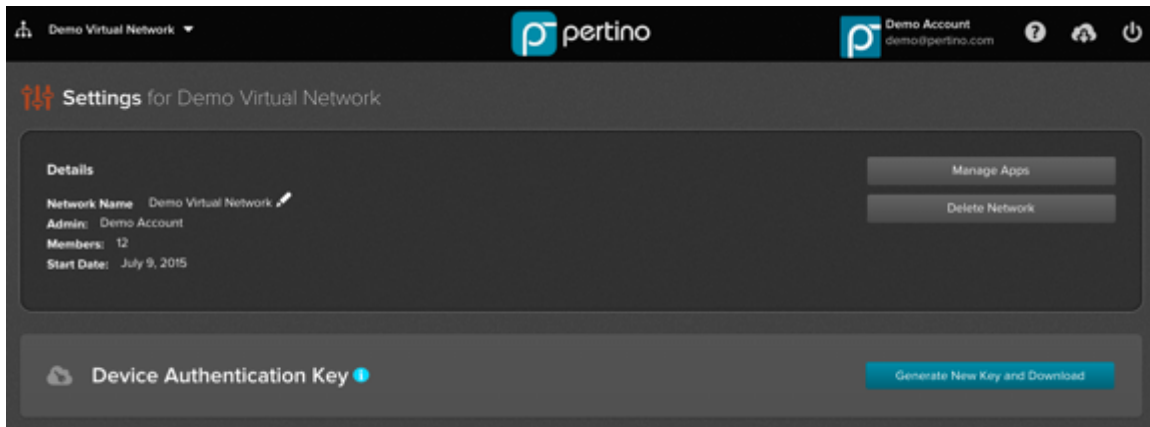 Demo Virtual Network
pertino
Demo Account
demo@pertino.com
Settings for Demo Virtual Network
Details
Network Name Demo Virtual Network
Admin: Demo Account
Members: 12
Start Date: July 9, 2015
Manage Apps
Delete Network
Device Authentication Key
Generate New Key and Download